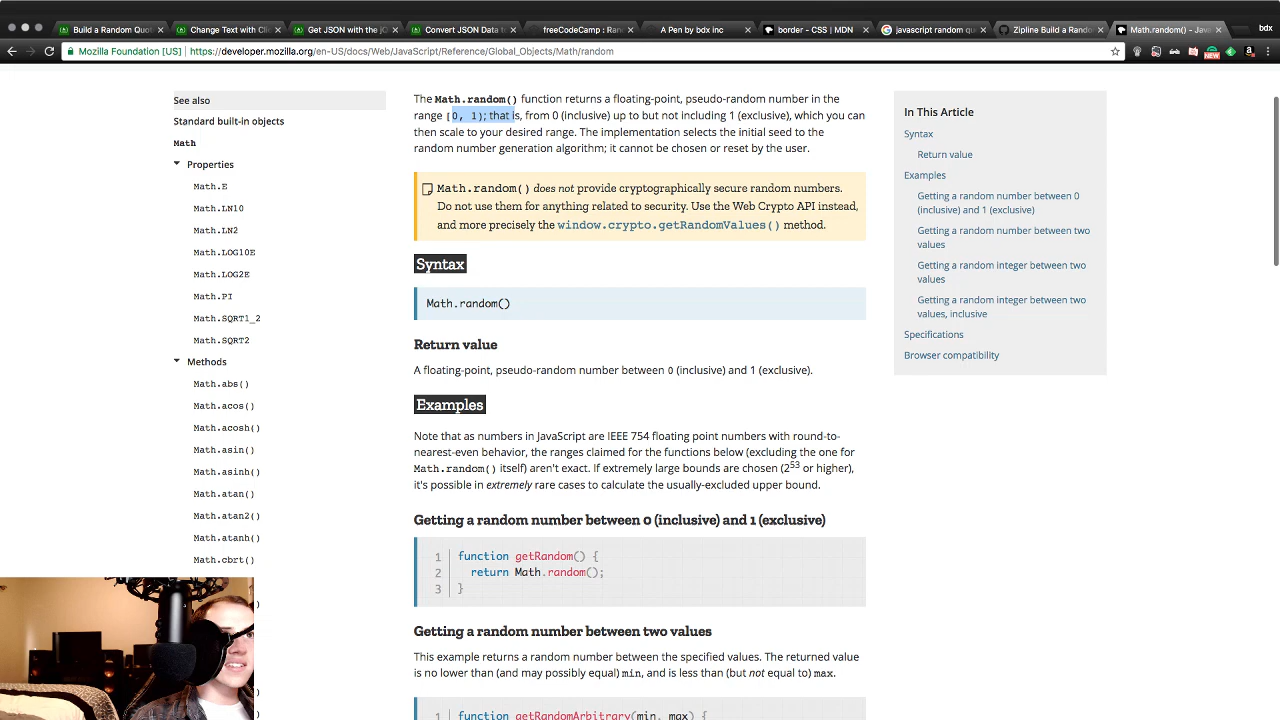 Build a Random Quot
Change Text with Cli
Get JSON with the jC
Convert JSON Data to
freeCodeCamp : Ran
A Pen by bdx inc
border - CSS | MDN
javascript random qu
Zipline Build a Rando
Math.random() - Jav
bdx
Mozilla Foundation [US]
https://developer.mozilla.org/en-US/docs/Web/JavaScript/Reference/Global_Objects/Math/random
NEW
See also
Standard built-in objects
Math
Properties
Math.E
Math.LN10
Math.LN2
Math.LOG10E
Math.LOG2E
Math.PI
Math.SQRT1_2
Math.SQRT2
Methods
Math.abs()
Math.acos()
Math.acosh()
Math.asin()
Math.asinh()
Math.atan()
Math.atan2()
Math.atanh()
Math.cbrt()
The Math.random() function returns a floating-point, pseudo-random number in the
range [0, 1); that is, from 0 (inclusive) up to but not including 1 (exclusive), which you can
then scale to your desired range. The implementation selects the initial seed to the
random number generation algorithm; it cannot be chosen or reset by the user.
Math.random() does not provide cryptographically secure random numbers.
Do not use them for anything related to security. Use the Web Crypto API instead,
and more precisely the window.crypto.getRandomValues() method.
Syntax
Math.random()
Return value
A floating-point, pseudo-random number between 0 (inclusive) and 1 (exclusive).
Examples
Note that as numbers in JavaScript are IEEE 754 floating point numbers with round-to-
nearest-even behavior, the ranges claimed for the functions below (excluding the one for
Math.random() itself) aren't exact. If extremely large bounds are chosen (2^53 or higher),
it's possible in extremely rare cases to calculate the usually-excluded upper bound.
Getting a random number between 0 (inclusive) and 1 (exclusive)
1 function getRandom() {
2 return Math.random();
3 }
Getting a random number between two values
This example returns a random number between the specified values. The returned value
is no lower than (and may possibly equal) min, and is less than (but not equal to) max.
1 function getRandomArbitrary(min, max) {
In This Article
Syntax
Return value
Examples
Getting a random number between 0
(inclusive) and 1 (exclusive)
Getting a random number between two
values
Getting a random integer between two
values
Getting a random integer between two
values, inclusive
Specifications
Browser compatibility